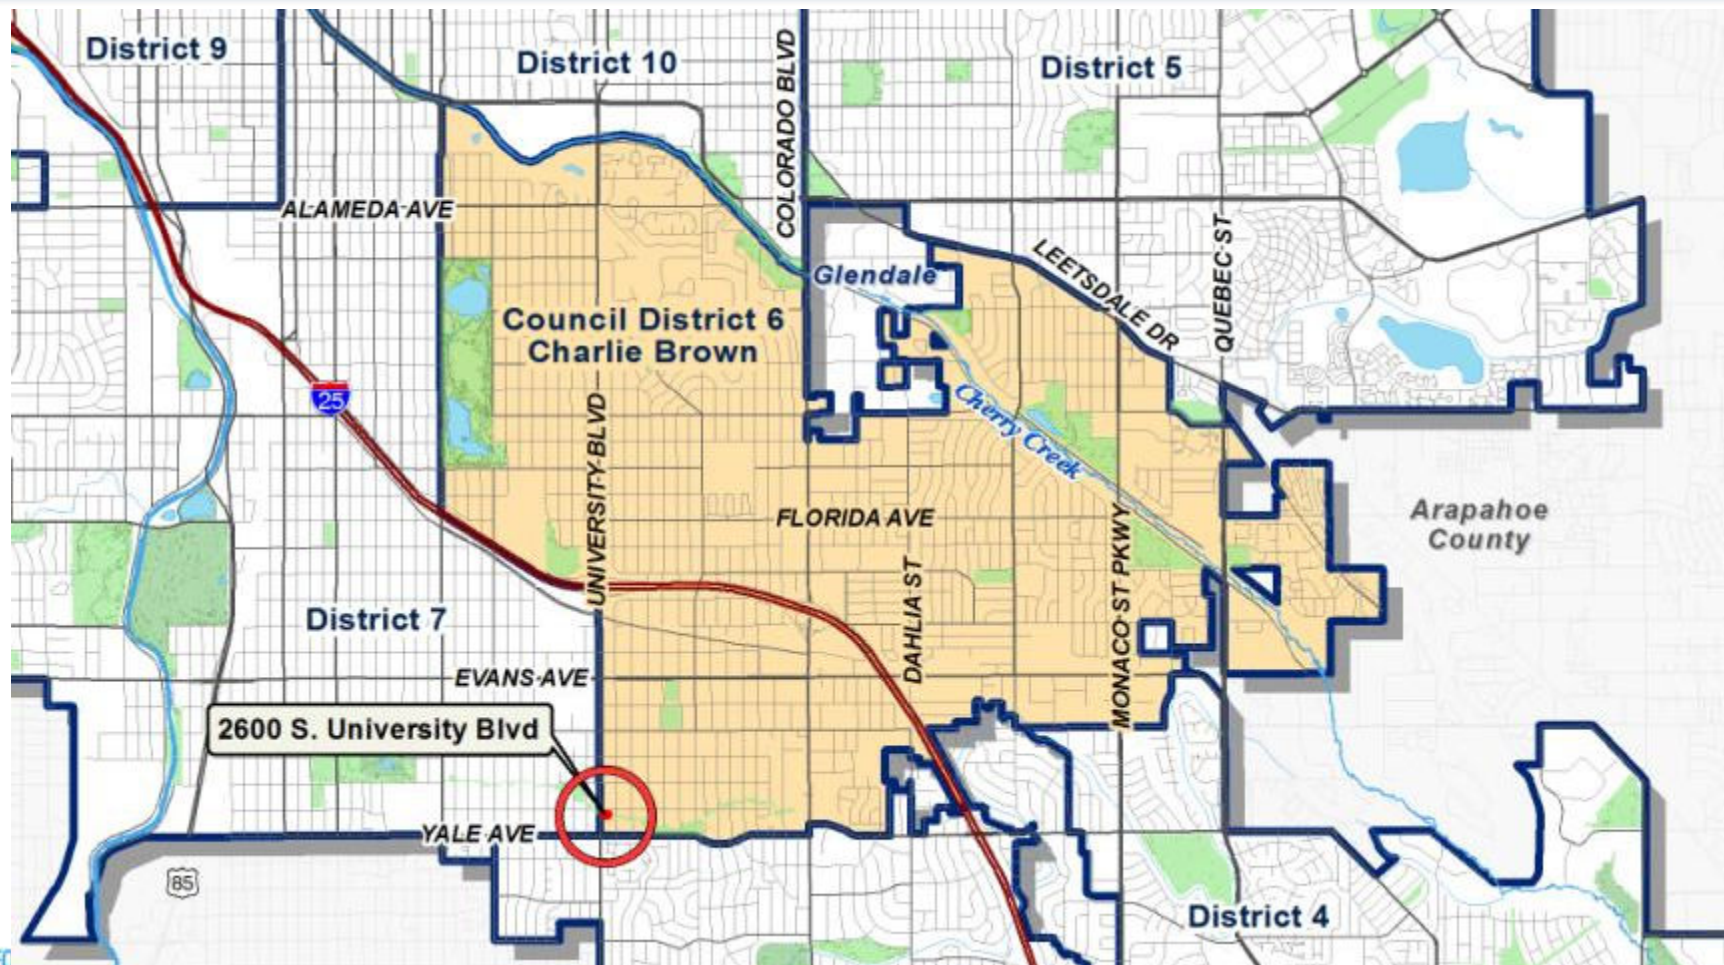 District 9
District 10
COLORADO BLVD
District 5
ALAMEDA AVE
Glendale
LEETSDALE DR
QUEBEC ST
Council District 6
Charlie Brown
25
UNIVERSITY BLVD
Cherry Creek
FLORIDA AVE
Arapahoe
County
DAHLIA ST
MONACO ST PKWY
District 7
EVANS AVE
2600 S. University Blvd
YALE AVE
85
District 4